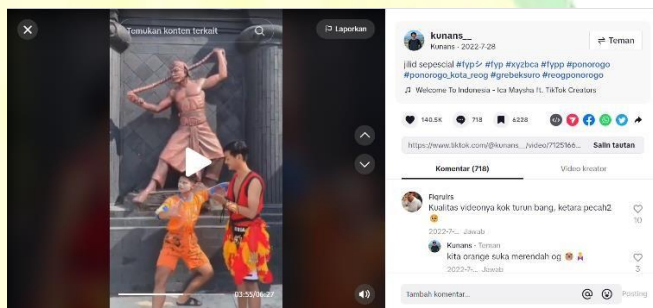 Temukan konten terkait
Laporkan
03:55/06:27
kunans__
Kunans · 2022-7-28
Teman
jilid sepescial #fypシ #fyp #xyzbca #fypp #ponorogo
#ponorogo_kota_reog #grebeksuro #reogponorogo
Welcome To Indonesia - Ica Maysha ft. TikTok Creators
140.5K
718
6228
https://www.tiktok.com/@kunans__/video/7125166...
Salin tautan
Komentar (718)
Video kreator
Fiqruirs
Kualitas videonya kok turun bang, ketara pecah2
10
2022-7-... Jawab
Kunans · Teman
kita orange suka merendah og
3
2022-7-... Jawab
Tambah komentar...
Posting